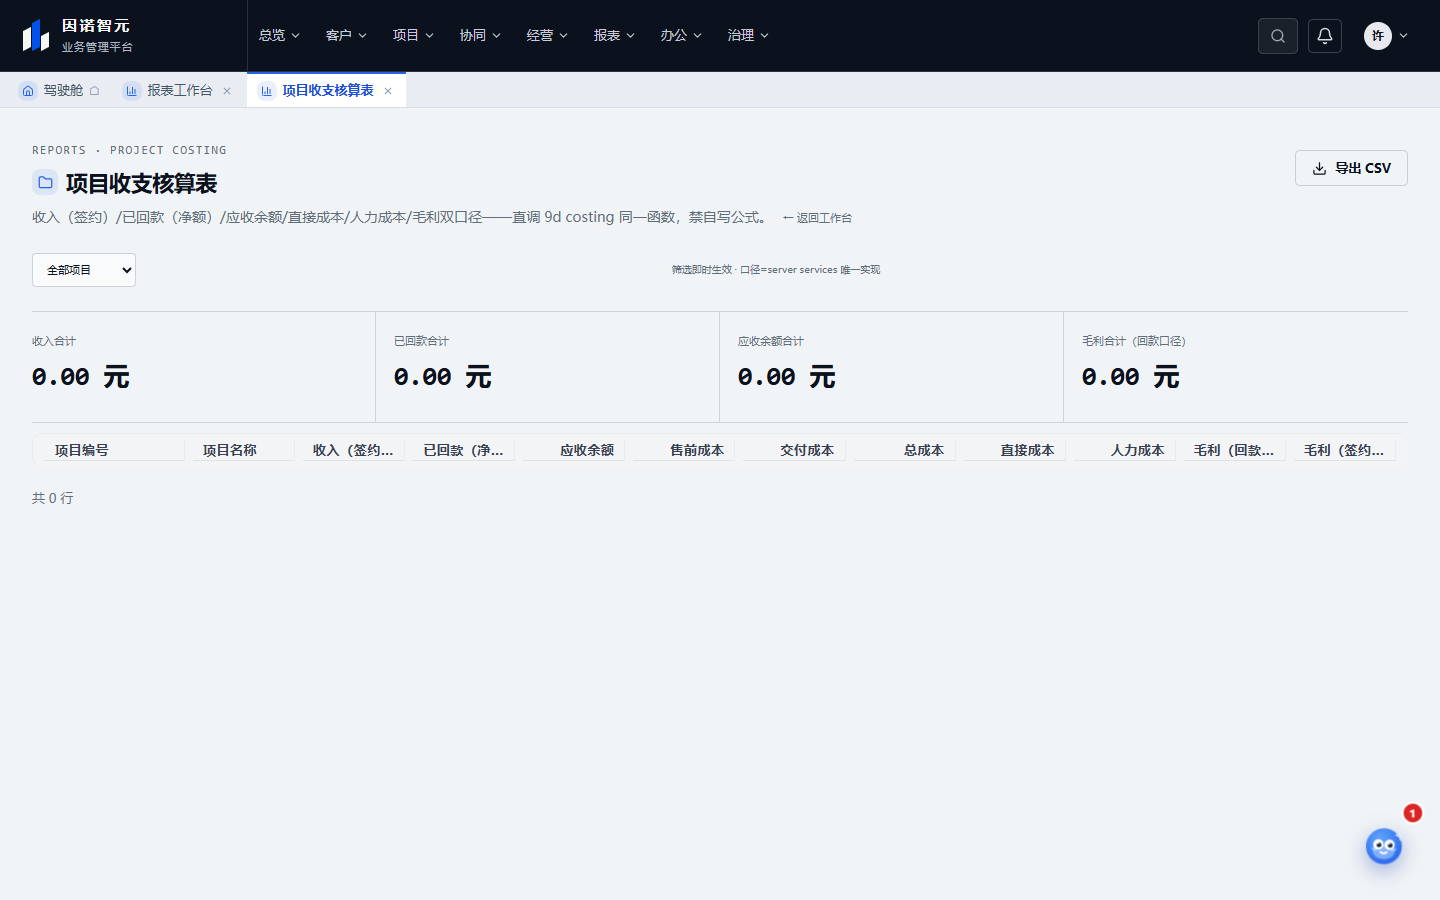 因诺智元
业务管理平台
总览 客户 项目 协同 经营 报表 办公 治理
许
驾驶舱 报表工作台 项目收支核算表
REPORTS · PROJECT COSTING
项目收支核算表
导出 CSV
收入（签约）/已回款（净额）/应收余额/直接成本/人力成本/毛利双口径——直调 9d costing 同一函数，禁自写公式。 ←返回工作台
全部项目
筛选即时生效 · 口径=server services 唯一实现
收入合计 已回款合计 应收余额合计 毛利合计（回款口径）
0.00 元 0.00 元 0.00 元 0.00 元
项目编号 项目名称 收入（签约... 已回款（净... 应收余额 售前成本 交付成本 总成本 直接成本 人力成本 毛利（回款... 毛利（签约...
共 0 行
1